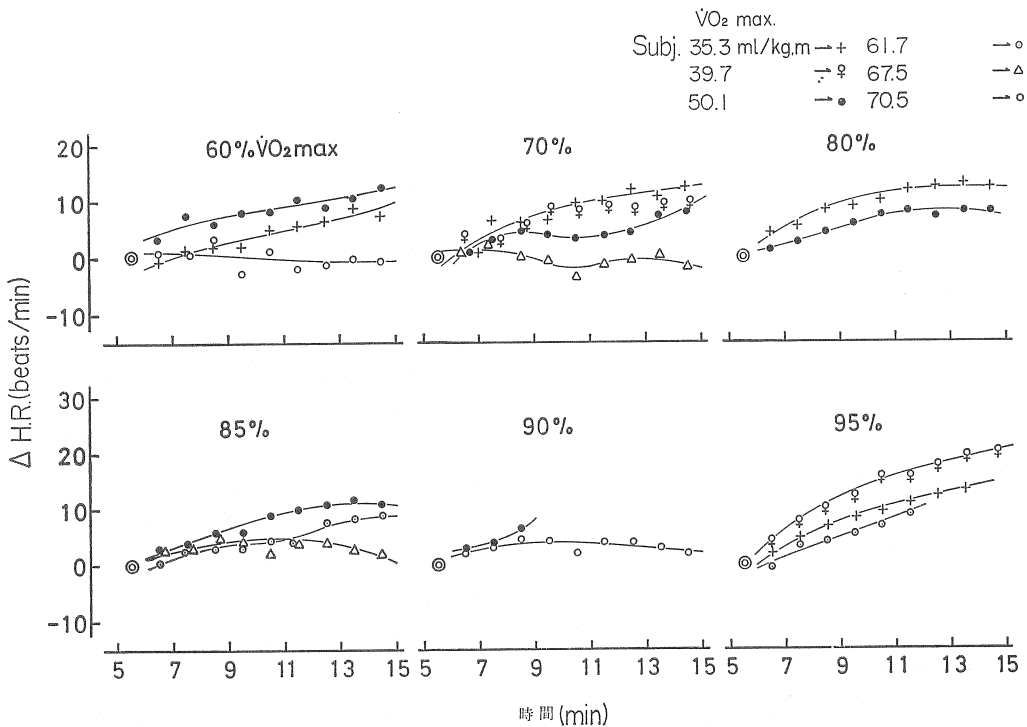 V̇O₂ max.
Subj. 35.3 ml/kg,m → + 61.7 → ○
39.7 → ♀ 67.5 → △
50.1 → ● 70.5 → ○
60% V̇O₂max
70%
80%
20
10
0
-10
Δ H.R.(beats/min)
85%
90%
95%
30
20
10
0
-10
5 7 9 11 13 15
5 7 9 11 13 15
5 7 9 11 13 15
時間 (min)